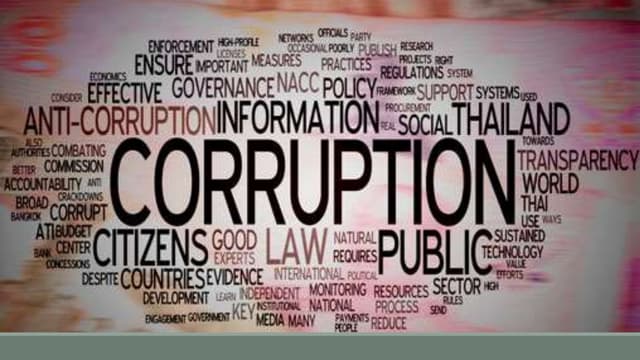 OFFICIALS
NETWORKS PARTY
ENFORCEMENT HIGH-PROFILE OCCASIONAL POORLY PUBLISH RESEARCH
LICENSES
ENSURE IMPORTANT MEASURES PRACTICES PROJECTS RIGHT
REGULATIONS SYSTEM
ECONOMICS
EFFECTIVE GOVERNANCE NACC POLICY FRAMEWORK SUPPORT SYSTEMS USED
CONSIDER
PROCUREMENT
ANTI-CORRUPTION INFORMATION REAL SOCIAL THAILAND
ALSO
AUTHORITIES COMBATING
TOWARDS
CORRUPTION
BETTER COMMISSION TRANSPARENCY
ACCOUNTABILITY ANTI WORLD
CRACKDOWNS
BROAD THAI
BANGKOK CORRUPT USE WAYS
ATI BUDGET SUSTAINED
CITIZENS GOOD LAW NATURAL PUBLIC
CENTER EXPERTS REQUIRES TECHNOLOGY
BANK VALUE
CONCESSIONS EFFORTS
DESPITE COUNTRIES EVIDENCE INTERNATIONAL POLITICAL
SECTOR HIGH
DEVELOPMENT LEARN INDEPENDENT MONITORING RESOURCES RULES
KEY INSTITUTIONAL NATIONAL PROCESS SEND
ENGAGEMENT GOVERNMENT MEDIA MANY PAYMENTS REDUCE
PEOPLE